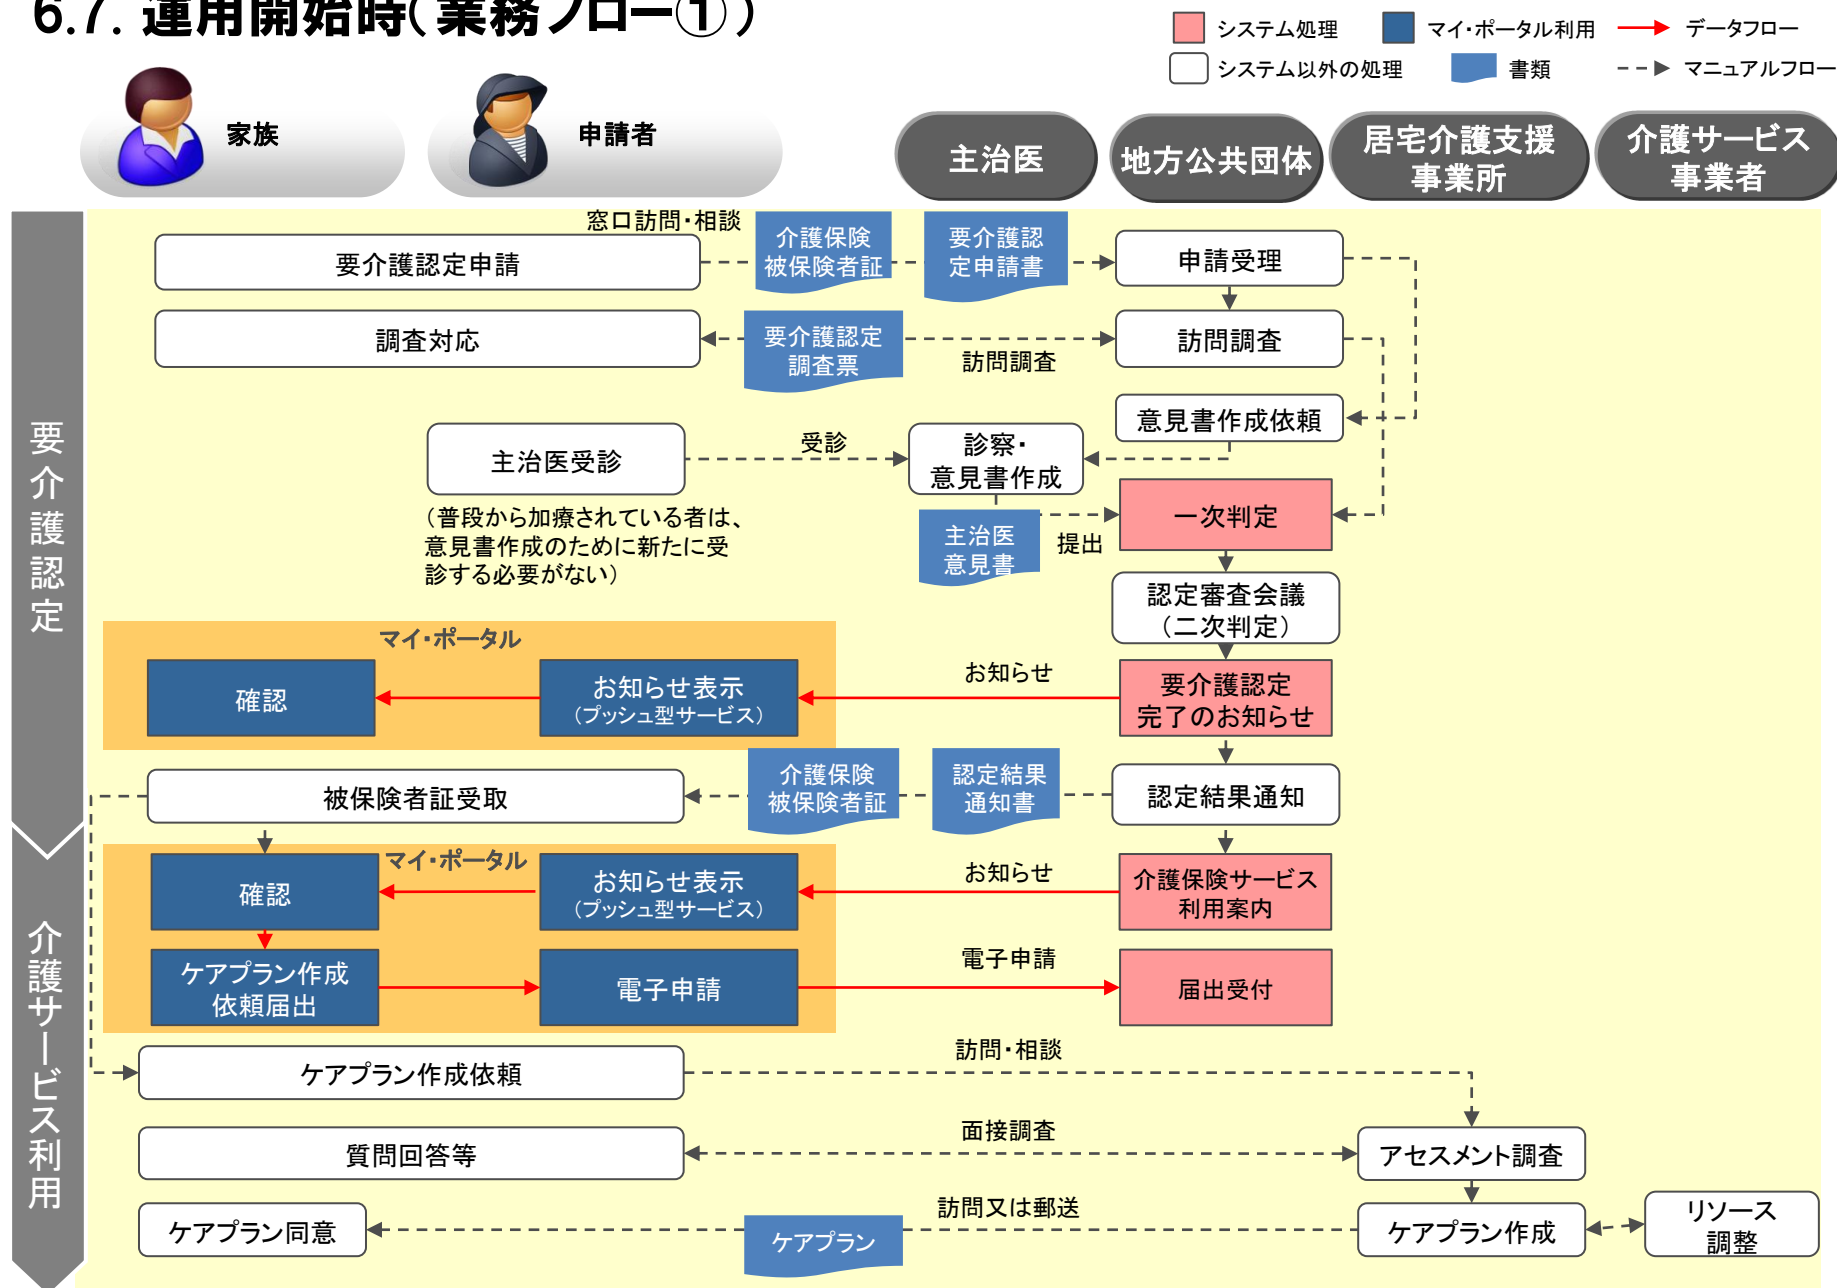 6.7. 運用開始時(業務フロー①)
システム処理
マイ・ポータル利用
データフロー
システム以外の処理
書類
マニュアルフロー
家族
申請者
主治医
地方公共団体
居宅介護支援
事業所
介護サービス
事業者
要介護認定
窓口訪問・相談
要介護認定申請
介護保険
被保険者証
要介護認
定申請書
申請受理
調査対応
要介護認定
調査票
訪問調査
訪問調査
意見書作成依頼
主治医受診
受診
診察・
意見書作成
(普段から加療されている者は、
意見書作成のために新たに受
診する必要がない)
主治医
意見書
提出
一次判定
認定審査会議
(二次判定)
マイ・ポータル
確認
お知らせ表示
(プッシュ型サービス)
お知らせ
要介護認定
完了のお知らせ
被保険者証受取
介護保険
被保険者証
認定結果
通知書
認定結果通知
介護サービス利用
マイ・ポータル
確認
お知らせ表示
(プッシュ型サービス)
お知らせ
介護保険サービス
利用案内
ケアプラン作成
依頼届出
電子申請
電子申請
届出受付
ケアプラン作成依頼
訪問・相談
質問回答等
面接調査
アセスメント調査
ケアプラン同意
ケアプラン
訪問又は郵送
ケアプラン作成
リソース
調整